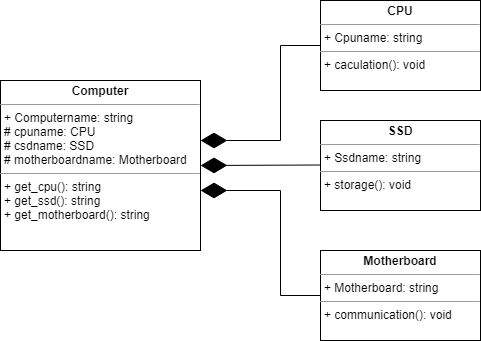 CPU
+ Cpuname: string
+ caculation(): void
Computer
+ Computername: string
# cpuname: CPU
# csdname: SSD
# motherboardname: Motherboard
+ get_cpu(): string
+ get_ssd(): string
+ get_motherboard(): string
SSD
+ Ssdname: string
+ storage(): void
Motherboard
+ Motherboard: string
+ communication(): void